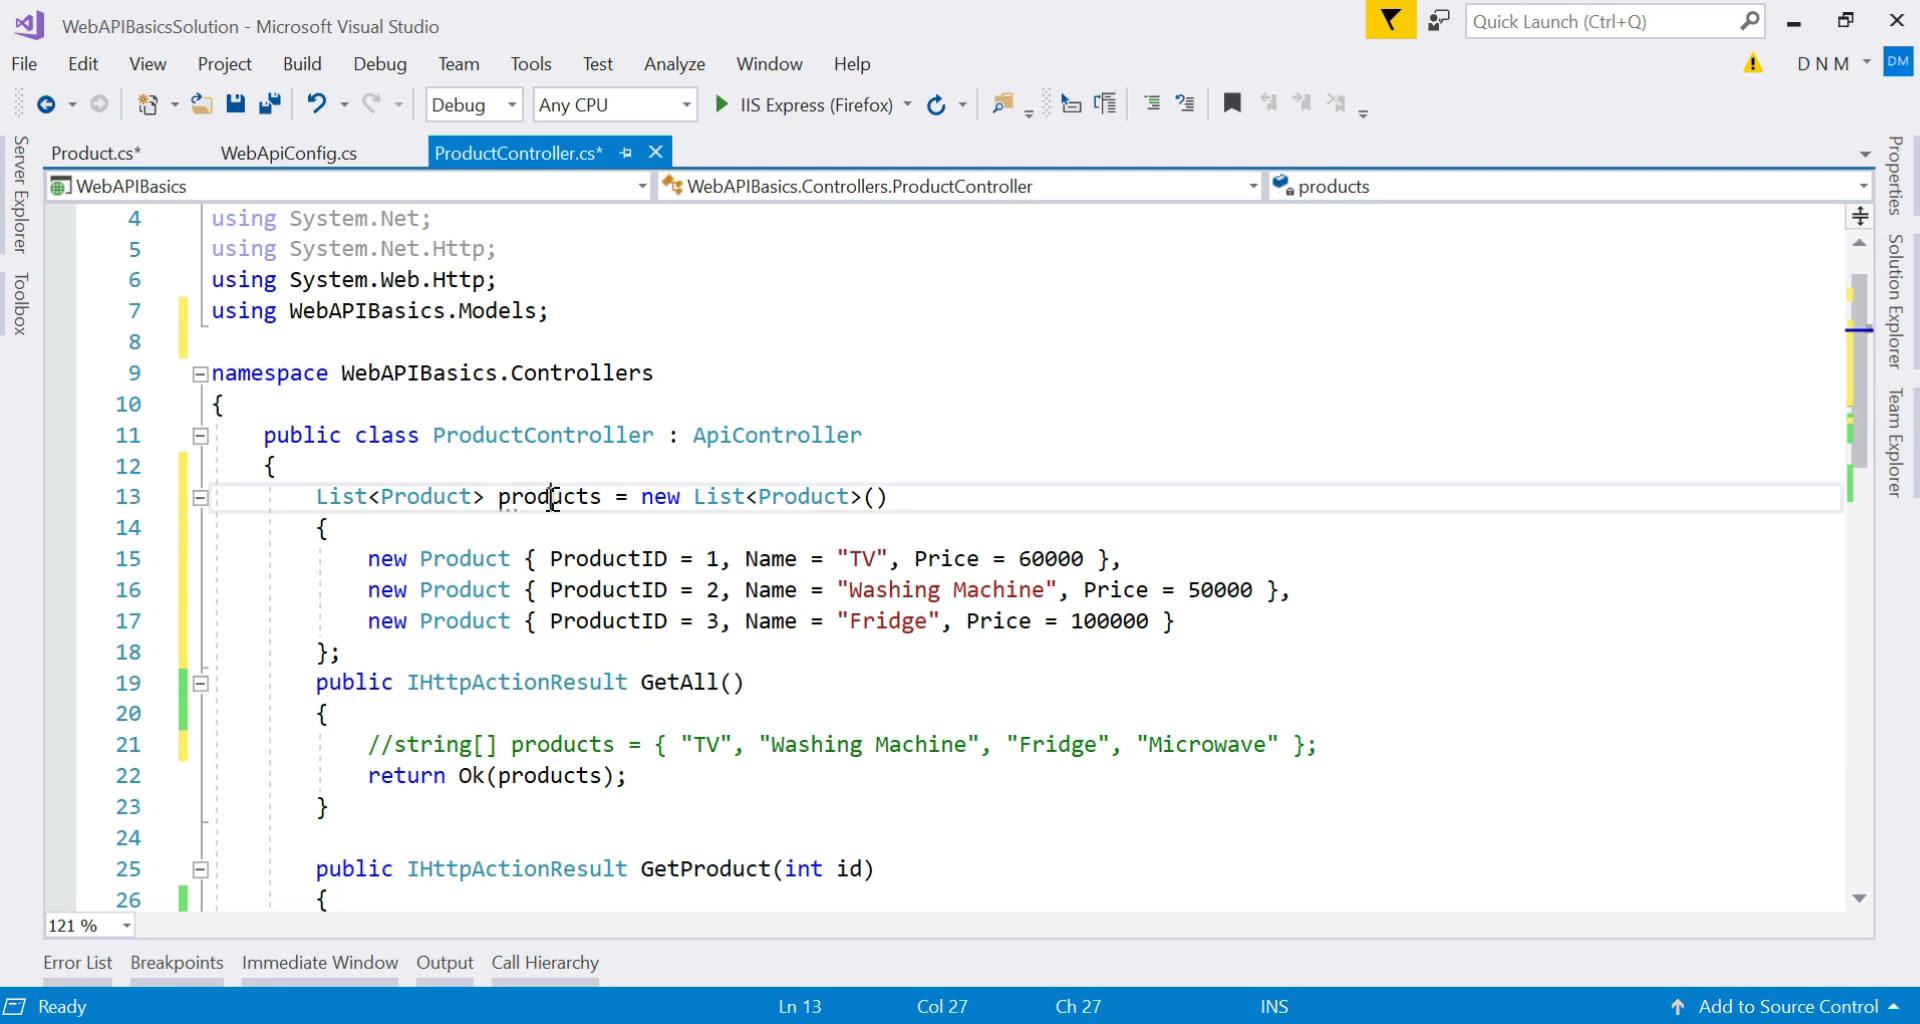 WebAPIBasicsSolution - Microsoft Visual Studio
Quick Launch (Ctrl+Q)
File Edit View Project Build Debug Team Tools Test Analyze Window Help
D N M DM
Debug Any CPU IIS Express (Firefox)
Product.cs* WebApiConfig.cs ProductController.cs*
WebAPIBasics WebAPIBasics.Controllers.ProductController products
Server Explorer
Toolbox
4 using System.Net;
5 using System.Net.Http;
6 using System.Web.Http;
7 using WebAPIBasics.Models;
8
9 namespace WebAPIBasics.Controllers
10 {
11 public class ProductController : ApiController
12 {
13 List<Product> products = new List<Product>()
14 {
15 new Product { ProductID = 1, Name = "TV", Price = 60000 },
16 new Product { ProductID = 2, Name = "Washing Machine", Price = 50000 },
17 new Product { ProductID = 3, Name = "Fridge", Price = 100000 }
18 };
19 public IHttpActionResult GetAll()
20 {
21 //string[] products = { "TV", "Washing Machine", "Fridge", "Microwave" };
22 return Ok(products);
23 }
24
25 public IHttpActionResult GetProduct(int id)
26 {
Properties
Solution Explorer
Team Explorer
121 %
Error List Breakpoints Immediate Window Output Call Hierarchy
Ready Ln 13 Col 27 Ch 27 INS Add to Source Control